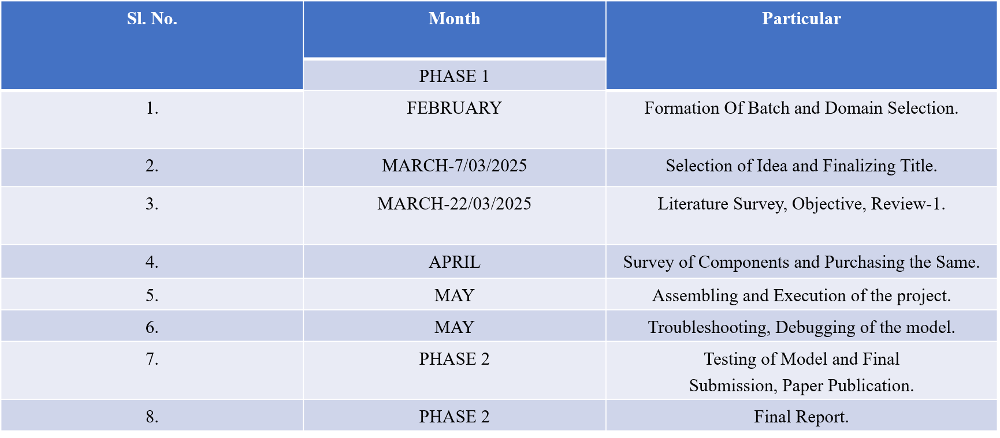 Sl. No. Month Particular
PHASE 1
1. FEBRUARY Formation Of Batch and Domain Selection.
2. MARCH-7/03/2025 Selection of Idea and Finalizing Title.
3. MARCH-22/03/2025 Literature Survey, Objective, Review-1.
4. APRIL Survey of Components and Purchasing the Same.
5. MAY Assembling and Execution of the project.
6. MAY Troubleshooting, Debugging of the model.
7. PHASE 2 Testing of Model and Final
Submission, Paper Publication.
8. PHASE 2 Final Report.